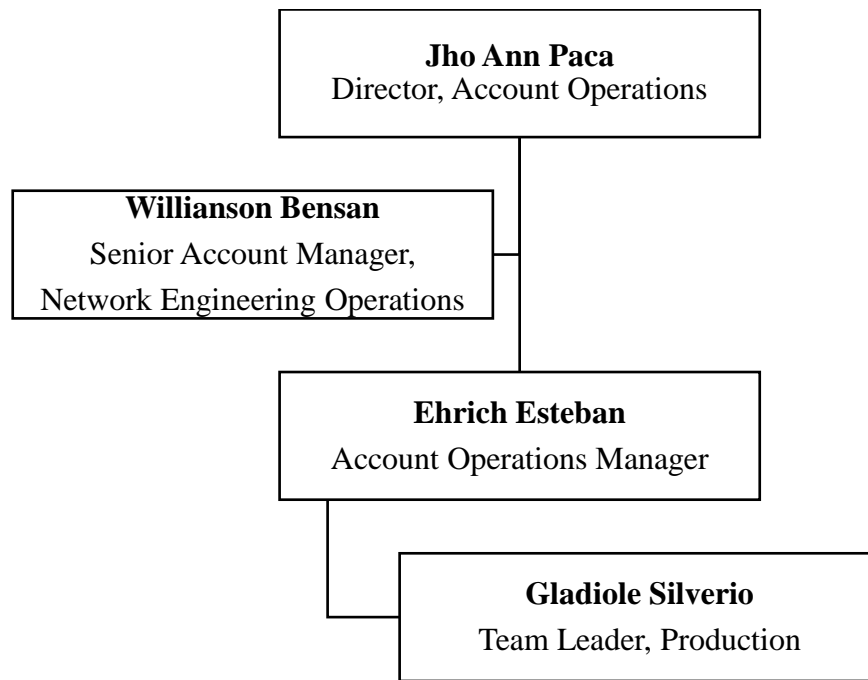 Jho Ann Paca
Director, Account Operations
Willianson Bensan
Senior Account Manager,
Network Engineering Operations
Ehrich Esteban
Account Operations Manager
Gladiole Silverio
Team Leader, Production